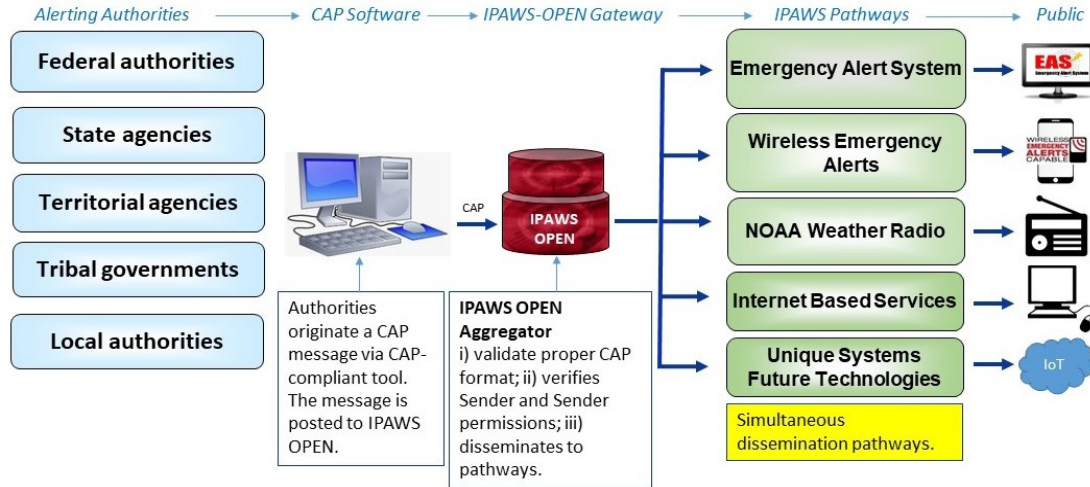 Alerting Authorities
CAP Software
IPAWS-OPEN Gateway
IPAWS Pathways
Public
Federal authorities
State agencies
Territorial agencies
Tribal governments
Local authorities
CAP
IPAWS
OPEN
Authorities
originate a CAP
message via CAP-
compliant tool.
The message is
posted to IPAWS
OPEN.
IPAWS OPEN
Aggregator
i) validate proper CAP
format; ii) verifies
Sender and Sender
permissions; iii)
disseminates to
pathways.
Emergency Alert System
Wireless Emergency
Alerts
NOAA Weather Radio
Internet Based Services
Unique Systems
Future Technologies
Simultaneous
dissemination pathways.
EAS
Emergency Alert System
WIRELESS
EMERGENCY
ALERTS
CAPABLE
IoT